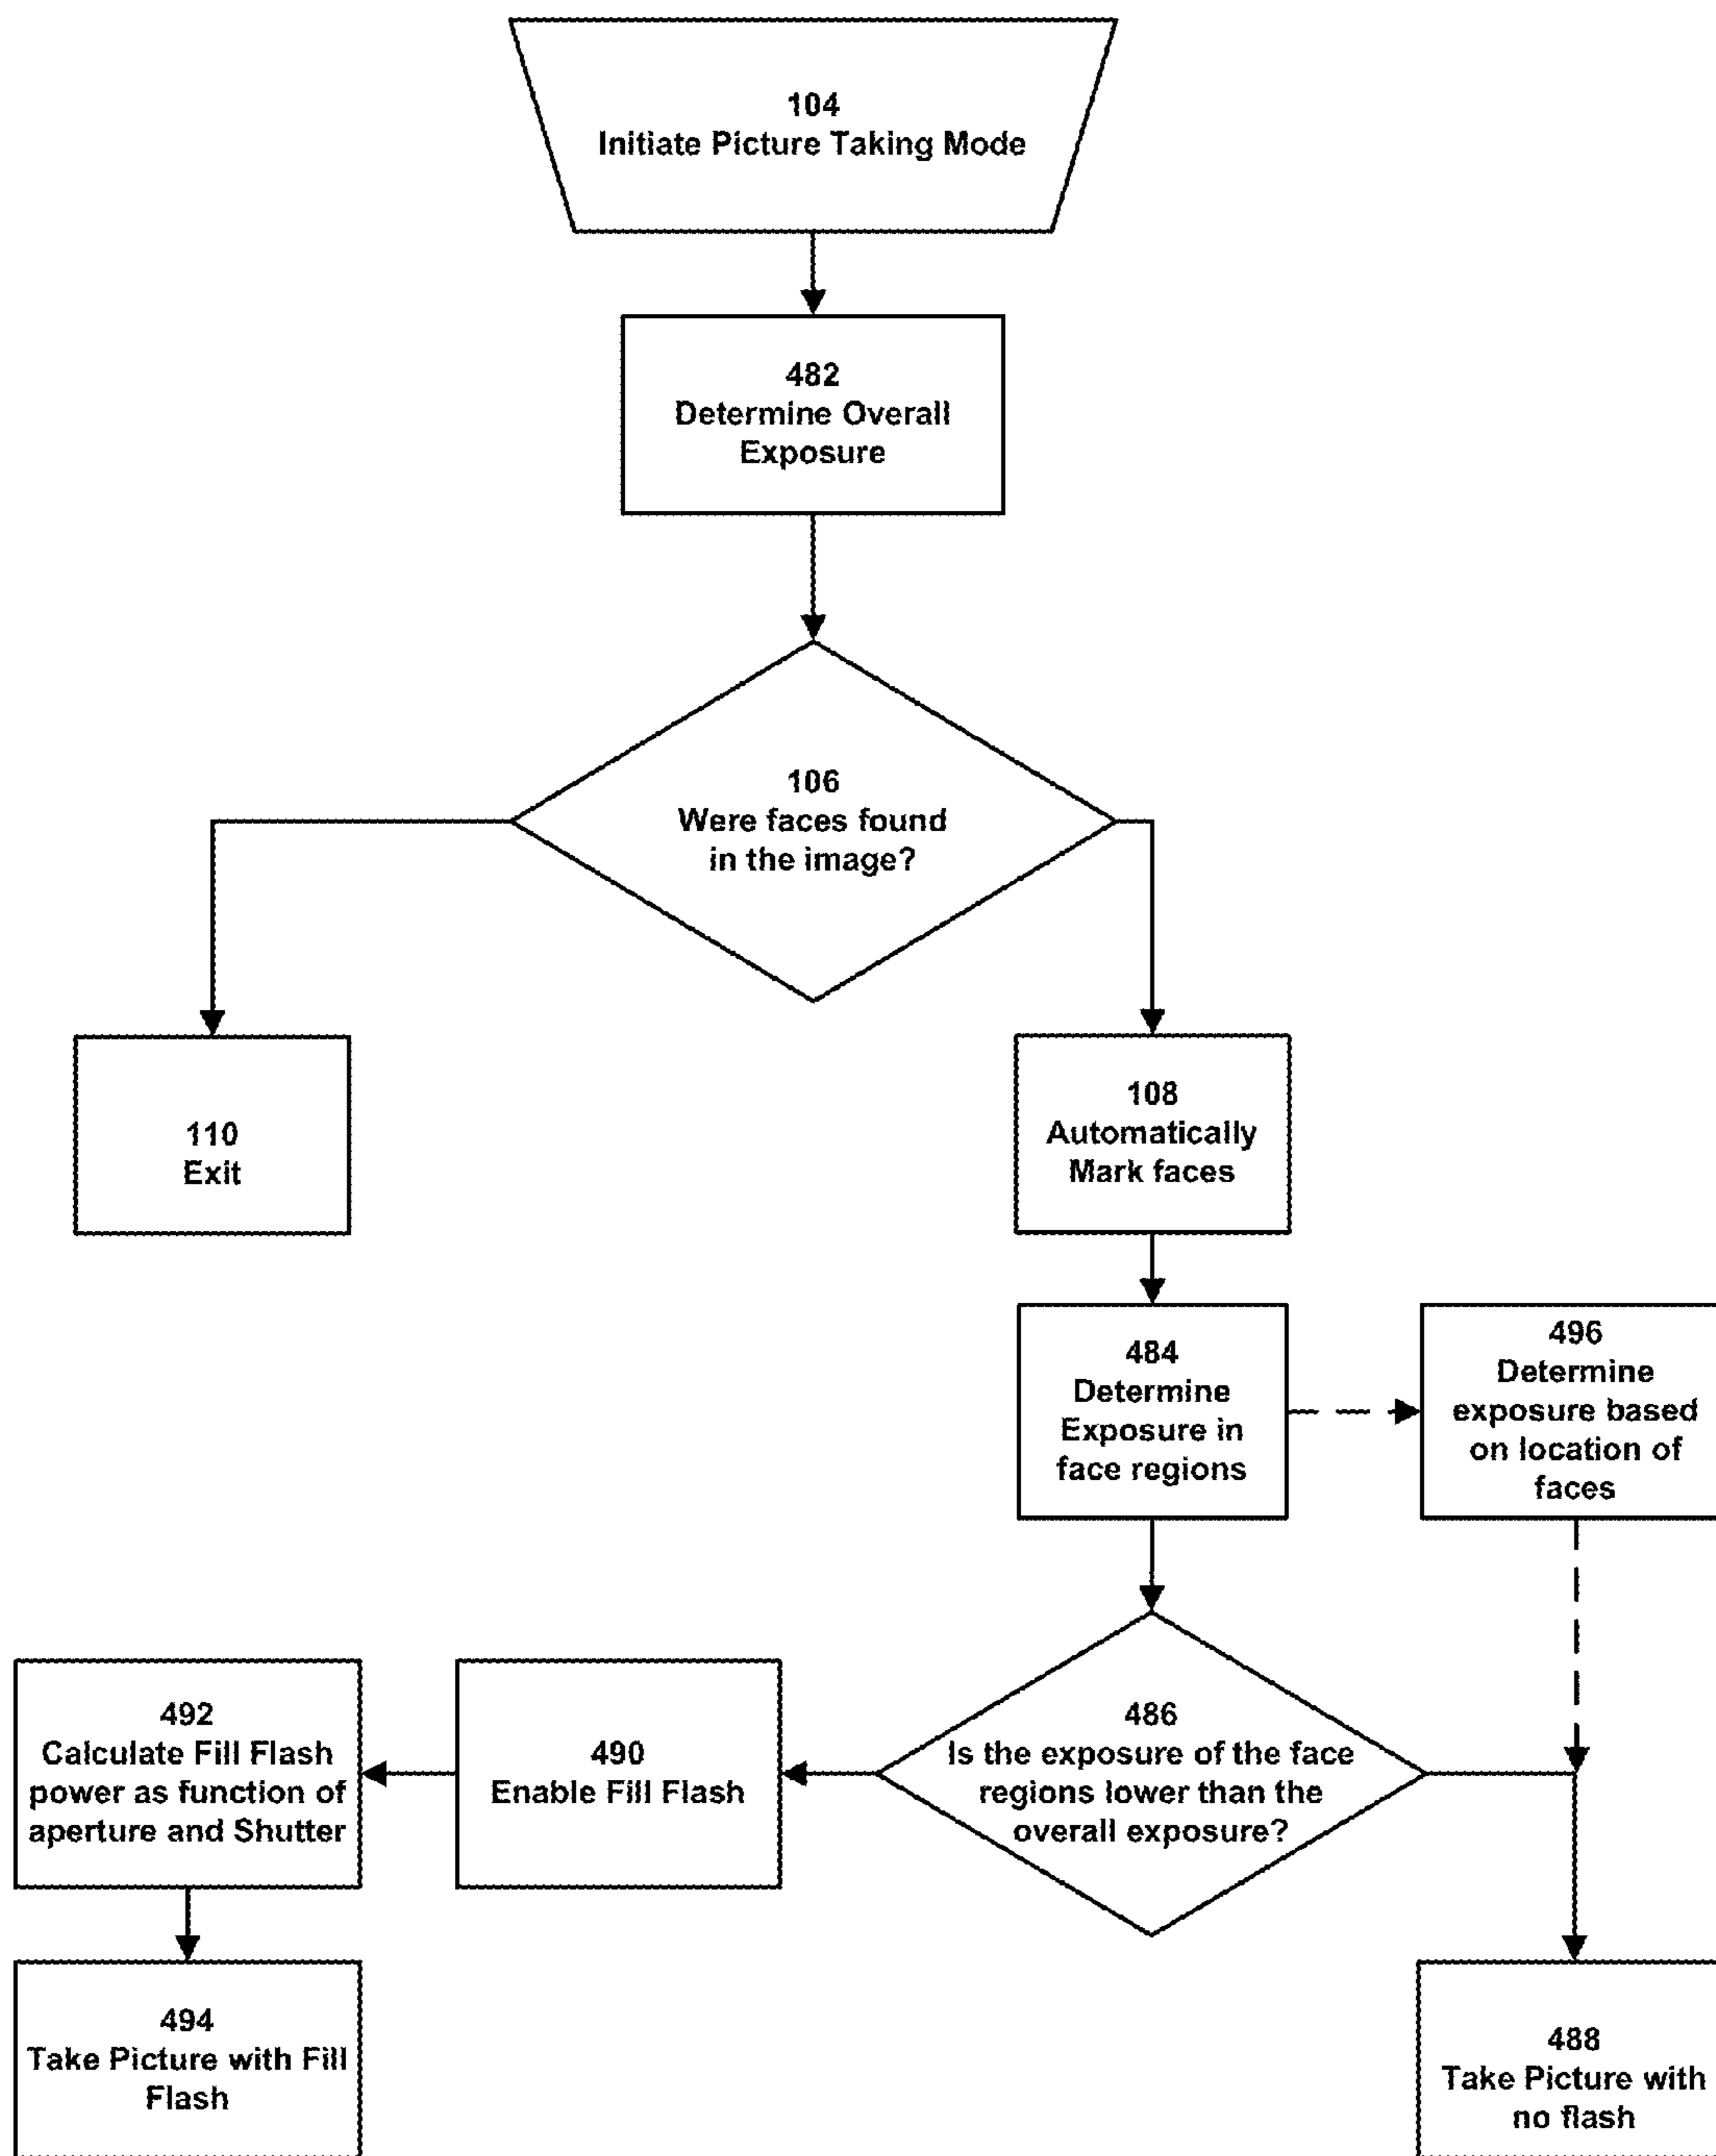 104
Initiate Picture Taking Mode
482
Determine Overall
Exposure
106
Were faces found
in the image?
110
Exit
108
Automatically
Mark faces
484
Determine
Exposure in
face regions
496
Determine
exposure based
on location of
faces
486
Is the exposure of the face
regions lower than the
overall exposure?
490
Enable Fill Flash
492
Calculate Fill Flash
power as function of
aperture and Shutter
494
Take Picture with Fill
Flash
488
Take Picture with
no flash